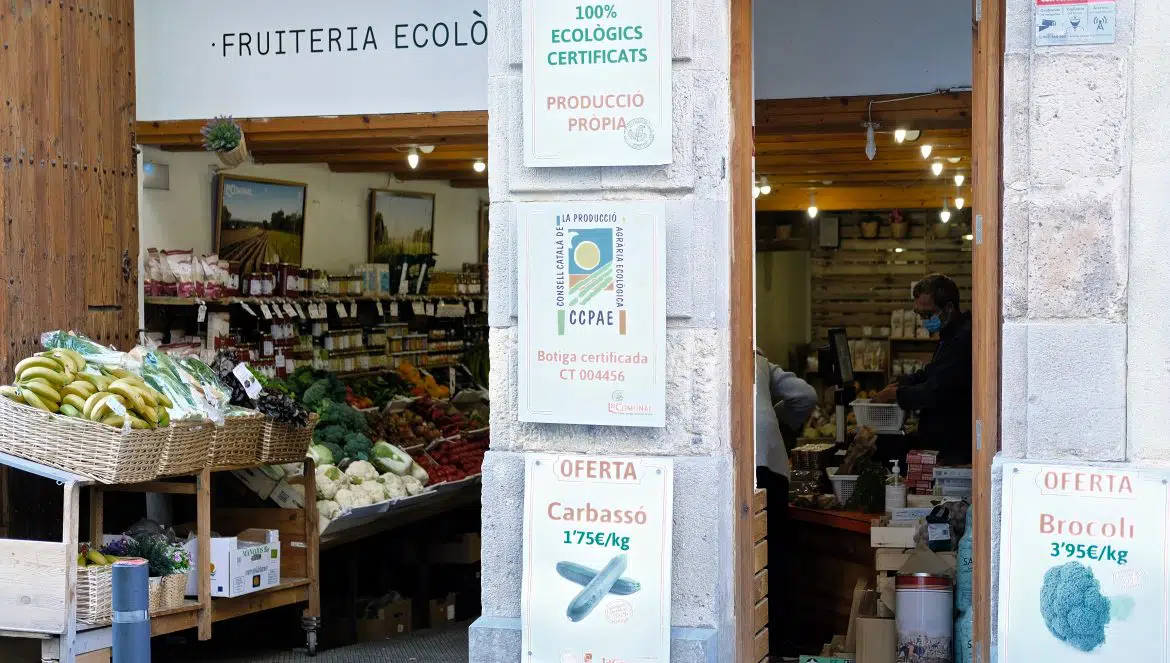 ·FRUITERIA ECOLÒ
100%
ECOLÒGICS
CERTIFICATS
PRODUCCIÓ
PRÒPIA
CONSELL CATALÀ DE
LA PRODUCCIÓ
AGRÀRIA ECOLÒGICA
CCPAE
Botiga certificada
CT 004456
COMUNAL
OFERTA
Carbassó
1'75€/kg
OFERTA
Brocoli
3'95€/kg